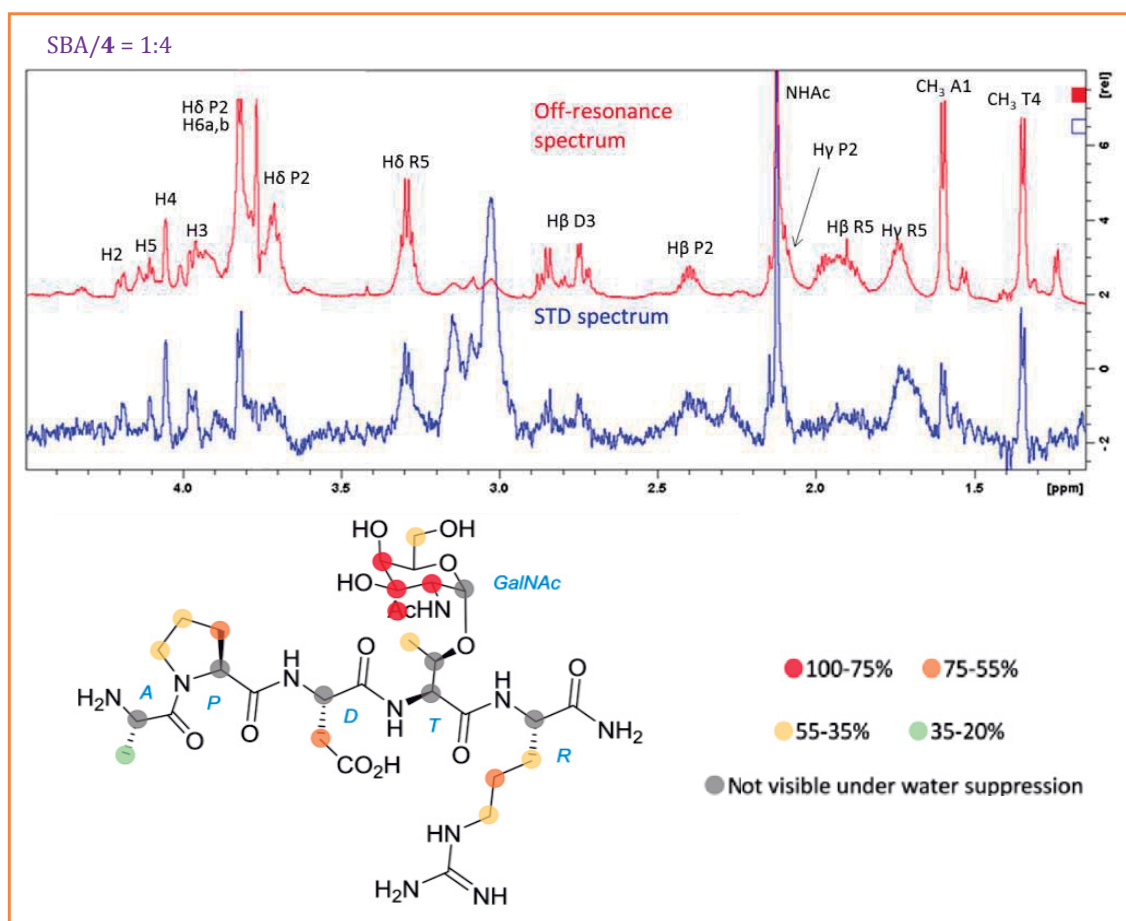 SBA/4 = 1:4
Hδ P2
H6a,b
H2
H5
H4
H3
Hδ P2
Off-resonance
spectrum
Hδ R5
Hβ D3
Hβ P2
NHAc
Hγ P2
Hβ R5
Hγ R5
CH3 A1
CH3 T4
[rel]
6
4
2
0
-2
STD spectrum
4.0
3.5
3.0
2.5
2.0
1.5
[ppm]
HO
OH
O
HO
AcHN
GalNAc
O
H2N
A
O
N
P
O
H
N
D
CO2H
O
N
H
T
O
H
N
R
O
NH2
HN
H2N
NH
100-75%
75-55%
55-35%
35-20%
Not visible under water suppression